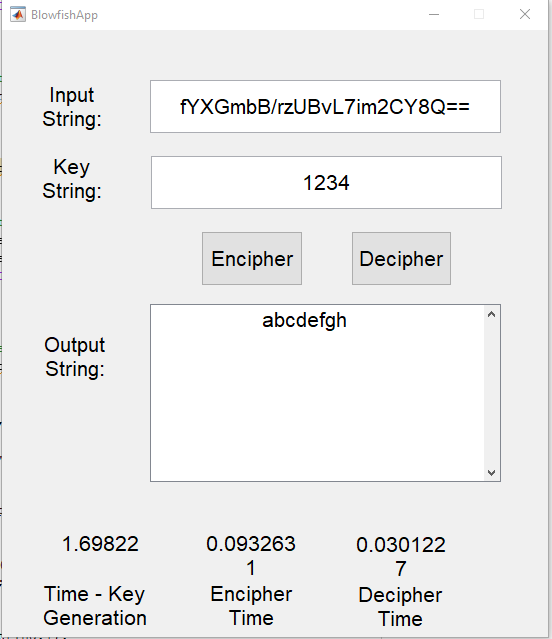 BlowfishApp
Input
String:
fYXGmbB/rzUBvL7im2CY8Q==
Key
String:
1234
Encipher
Decipher
Output
String:
abcdefgh
1.69822
0.093263
1
0.030122
7
Time - Key
Generation
Encipher
Time
Decipher
Time